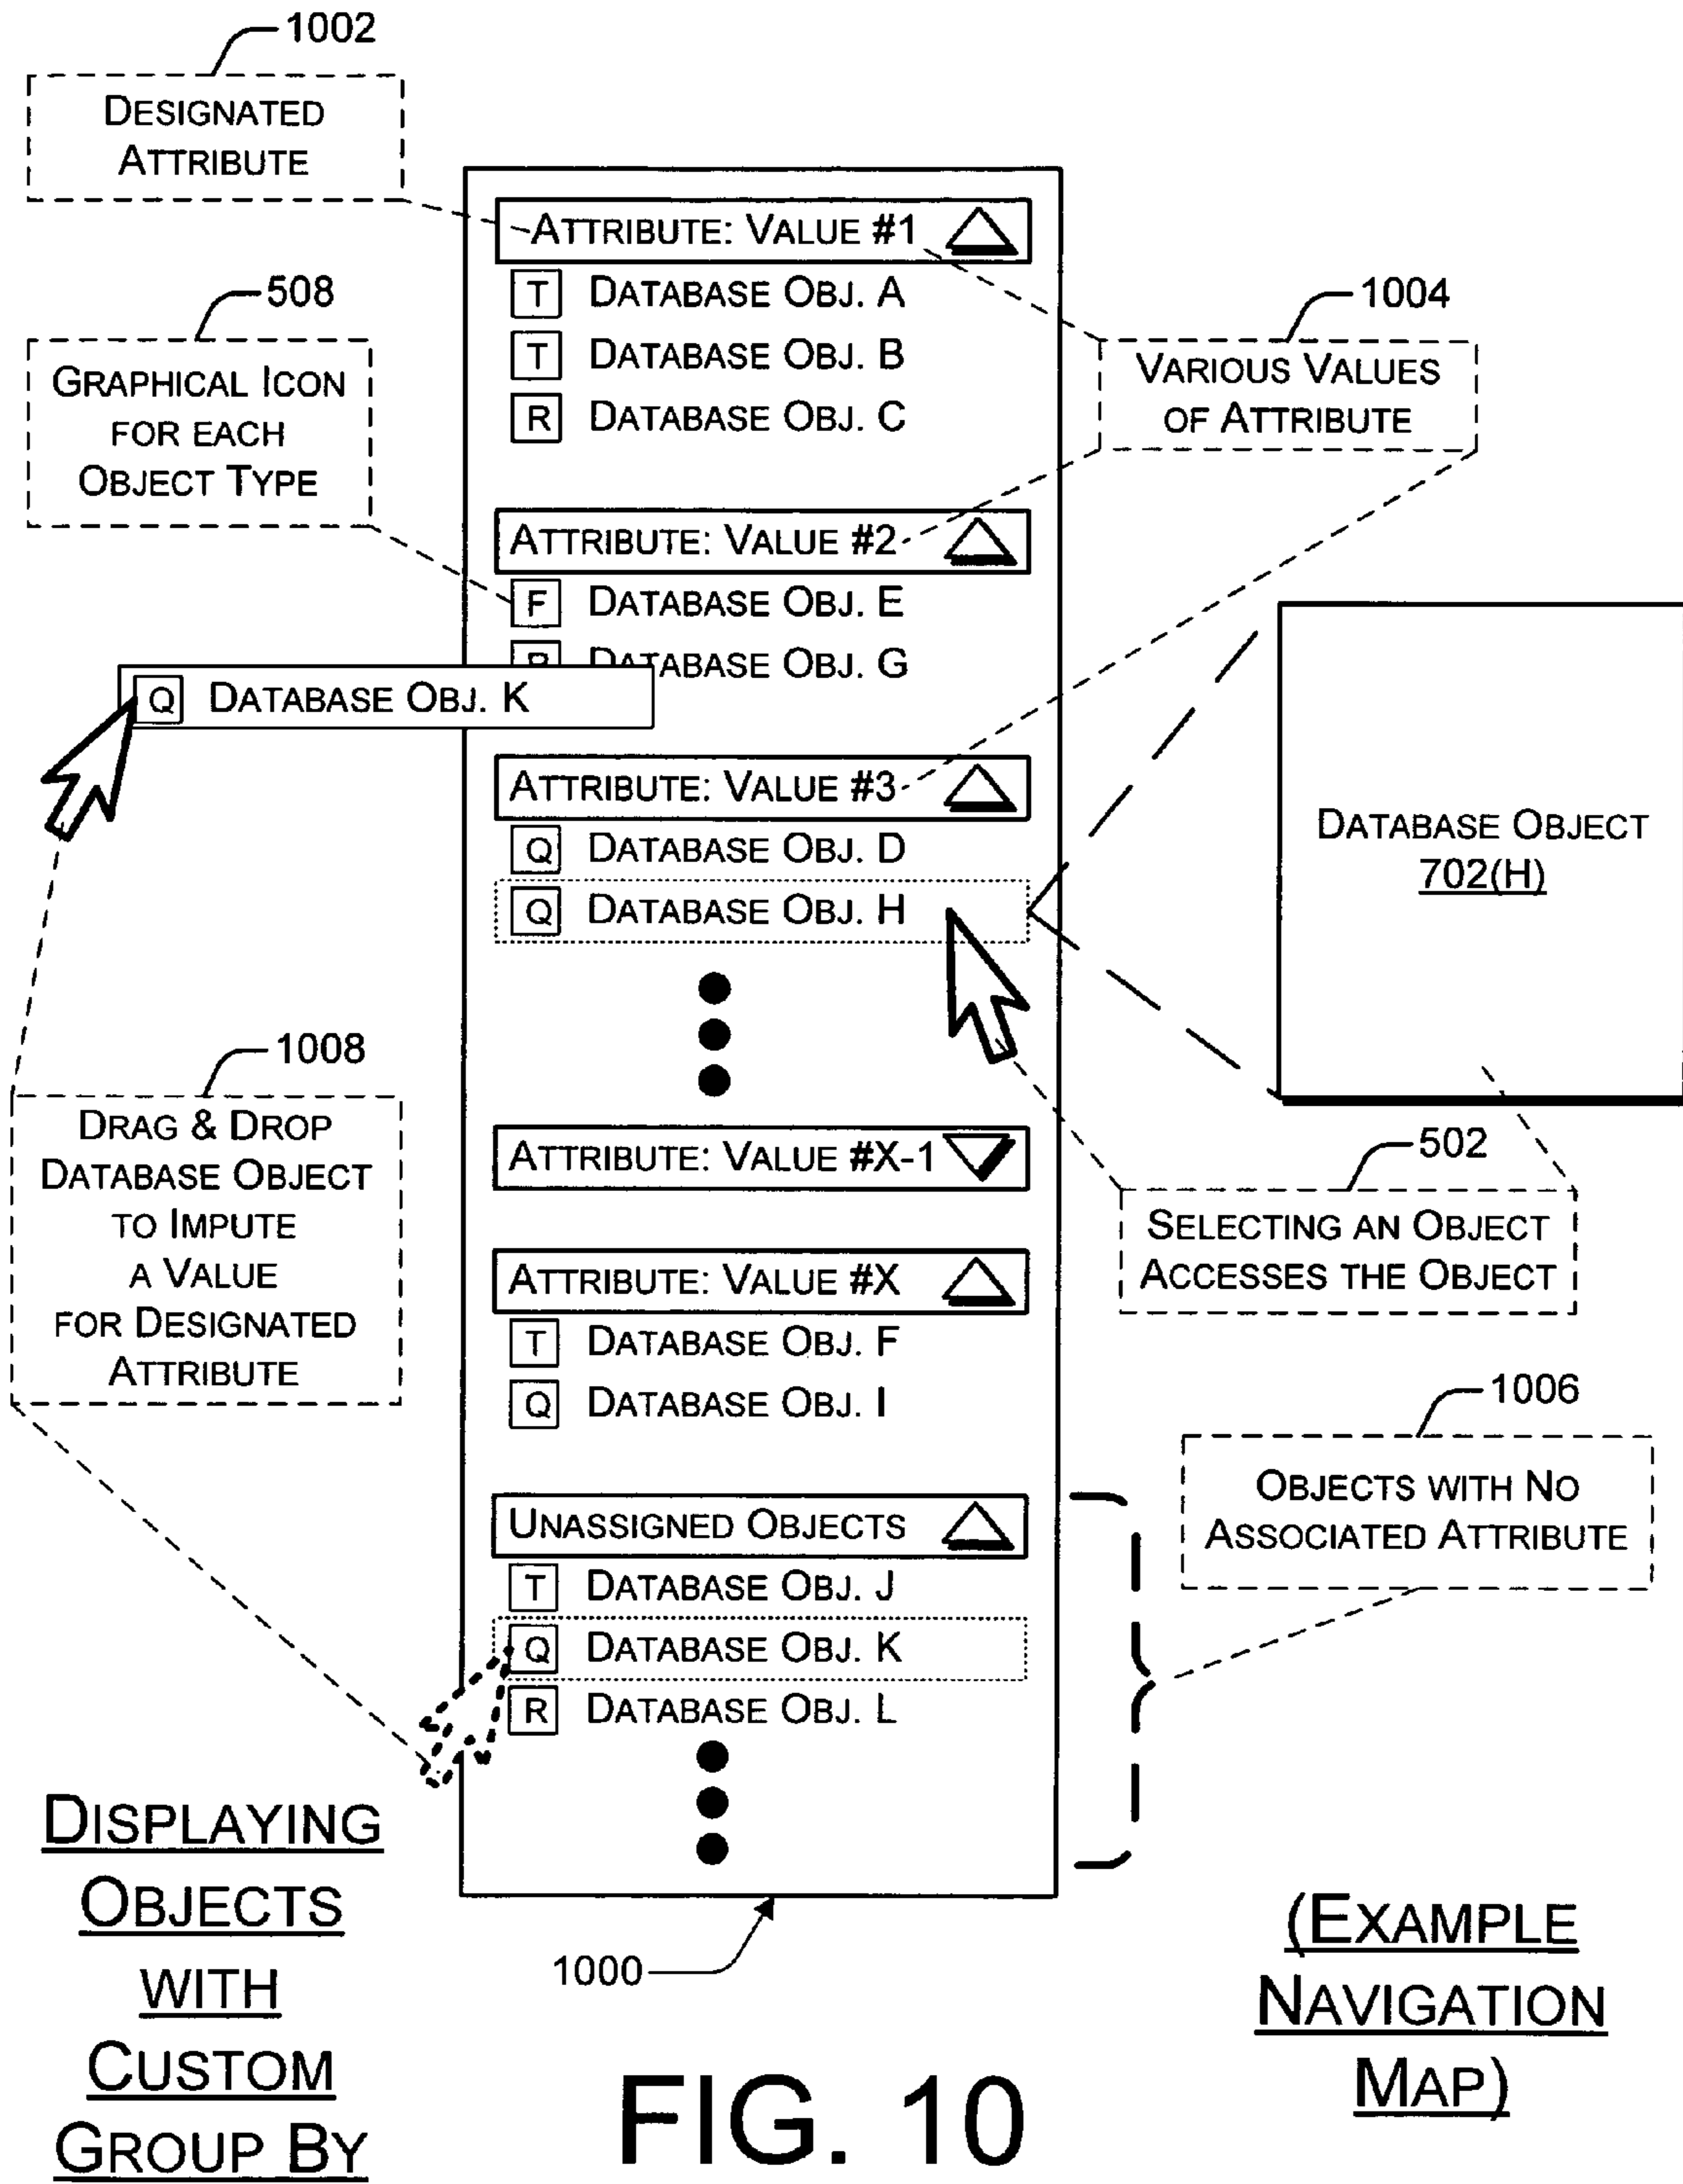 1002
DESIGNATED
ATTRIBUTE
ATTRIBUTE: VALUE #1
T DATABASE OBJ. A
T DATABASE OBJ. B
R DATABASE OBJ. C
508
GRAPHICAL ICON
FOR EACH
OBJECT TYPE
1004
VARIOUS VALUES
OF ATTRIBUTE
ATTRIBUTE: VALUE #2
F DATABASE OBJ. E
DATABASE OBJ. G
Q DATABASE OBJ. K
ATTRIBUTE: VALUE #3
Q DATABASE OBJ. D
Q DATABASE OBJ. H
DATABASE OBJECT
702(H)
1008
DRAG & DROP
DATABASE OBJECT
TO IMPUTE
A VALUE
FOR DESIGNATED
ATTRIBUTE
ATTRIBUTE: VALUE #X-1
502
SELECTING AN OBJECT
ACCESSES THE OBJECT
ATTRIBUTE: VALUE #X
T DATABASE OBJ. F
Q DATABASE OBJ. I
1006
OBJECTS WITH NO
ASSOCIATED ATTRIBUTE
UNASSIGNED OBJECTS
T DATABASE OBJ. J
Q DATABASE OBJ. K
R DATABASE OBJ. L
1000
DISPLAYING
OBJECTS
WITH
CUSTOM
GROUP BY
(EXAMPLE
NAVIGATION
MAP)
FIG. 10